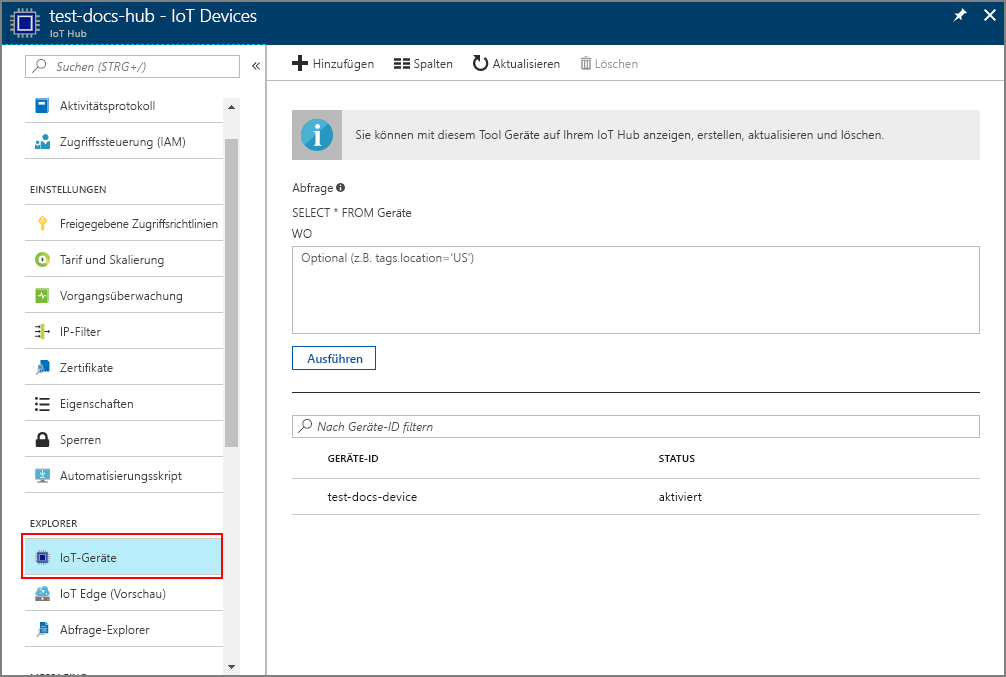 test-docs-hub - IoT Devices
IoT Hub
Suchen (STRG+/)
«
Aktivitätsprotokoll
Zugriffssteuerung (IAM)
EINSTELLUNGEN
Freigegebene Zugriffsrichtlinien
Tarif und Skalierung
Vorgangsüberwachung
IP-Filter
Zertifikate
Eigenschaften
Sperren
Automatisierungsskript
EXPLORER
IoT-Geräte
IoT Edge (Vorschau)
Abfrage-Explorer
Hinzufügen Spalten Aktualisieren Löschen
Sie können mit diesem Tool Geräte auf Ihrem IoT Hub anzeigen, erstellen, aktualisieren und löschen.
Abfrage
SELECT * FROM Geräte
WO
Optional (z.B. tags.location='US')
Ausführen
Nach Geräte-ID filtern
GERÄTE-ID STATUS
test-docs-device aktiviert